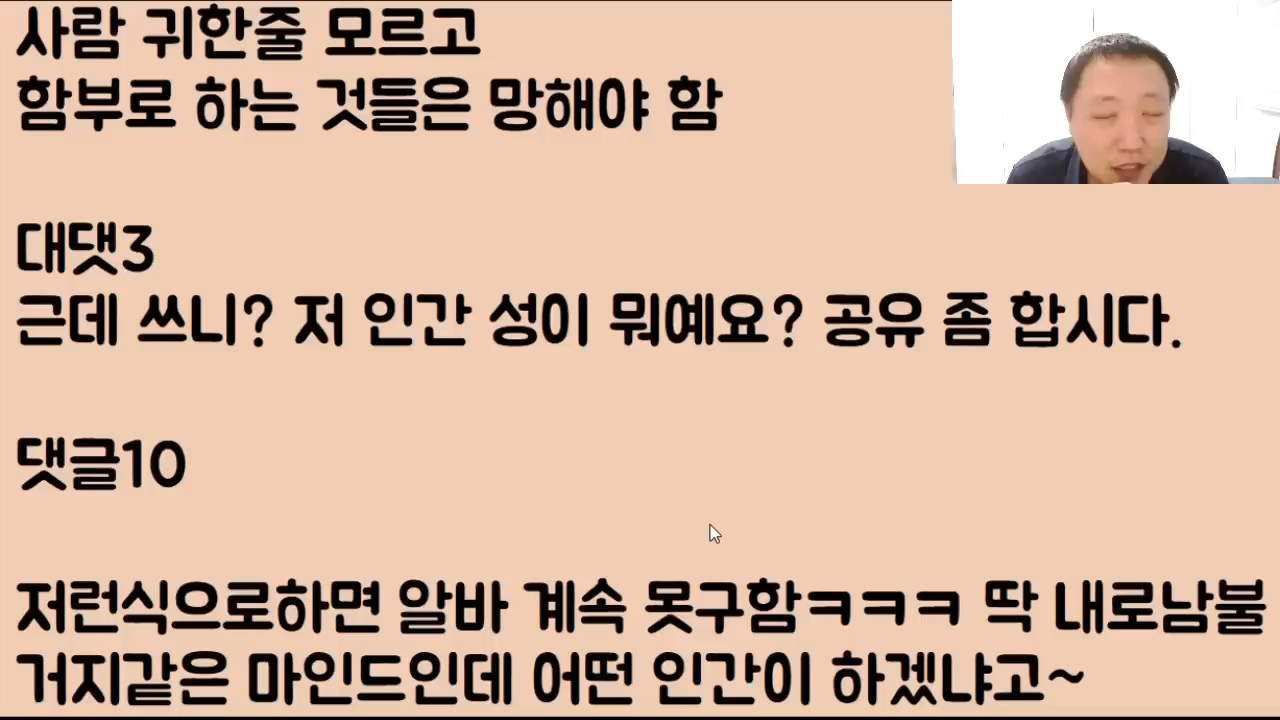 사람 귀한줄 모르고
함부로 하는 것들은 망해야 함
대댓3
근데 쓰니? 저 인간 성이 뭐예요? 공유 좀 합시다.
댓글10
저런식으로하면 알바 계속 못구함ㅋㅋㅋ 딱 내로남불
거지같은 마인드인데 어떤 인간이 하겠냐고~